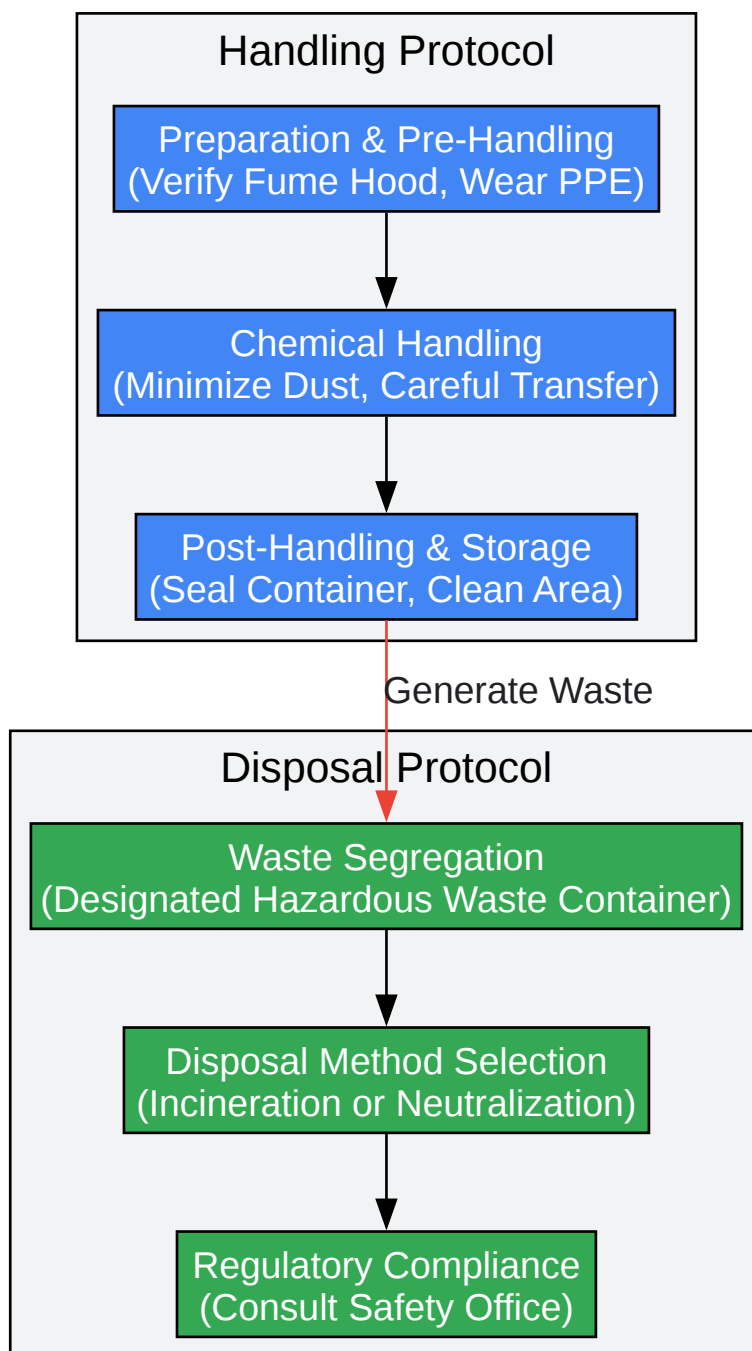 Handling Protocol
Preparation & Pre-Handling
(Verify Fume Hood, Wear PPE)
Chemical Handling
(Minimize Dust, Careful Transfer)
Post-Handling & Storage
(Seal Container, Clean Area)
Generate Waste
Disposal Protocol
Waste Segregation
(Designated Hazardous Waste Container)
Disposal Method Selection
(Incineration or Neutralization)
Regulatory Compliance
(Consult Safety Office)